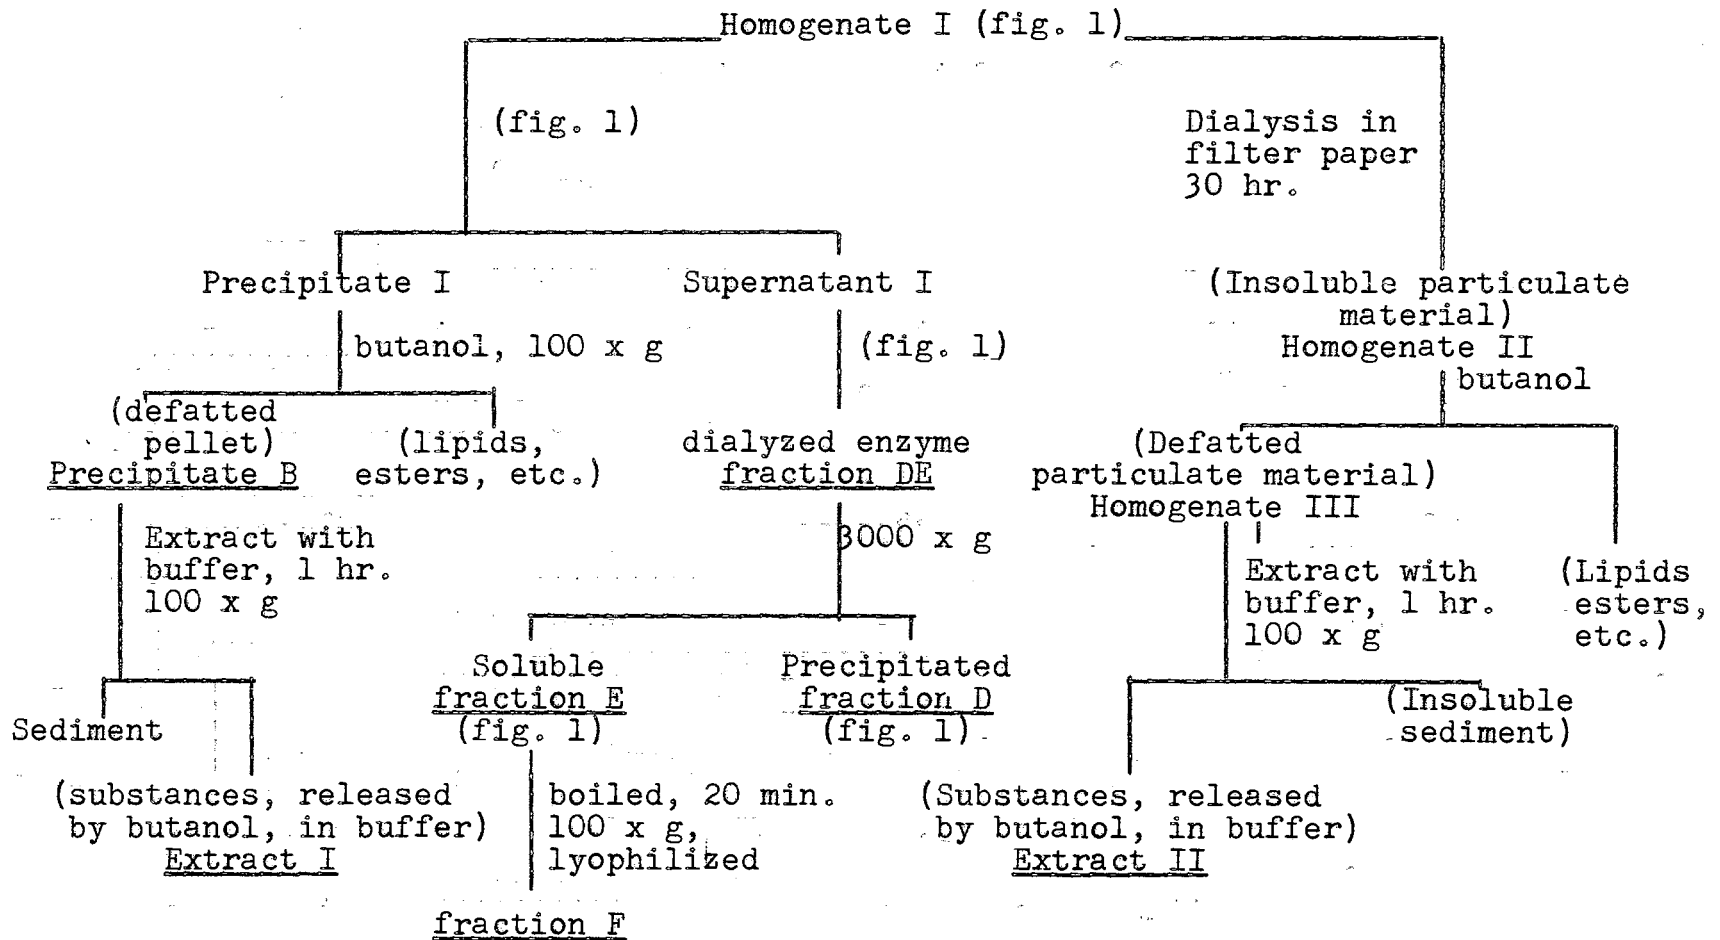 Homogenate I (fig. 1)
(fig. 1)
Dialysis in
filter paper
30 hr.
Precipitate I
Supernatant I
(Insoluble particulate
material)
Homogenate II
butanol, 100 x g
(fig. 1)
butanol
(defatted
pellet)
Precipitate B
(lipids,
esters, etc.)
dialyzed enzyme
fraction DE
(Defatted
particulate material)
Homogenate III
Extract with
buffer, 1 hr.
100 x g
3000 x g
Extract with
buffer, 1 hr.
100 x g
(Lipids
esters,
etc.)
Sediment
Soluble
fraction E
(fig. 1)
Precipitated
fraction D
(fig. 1)
(Insoluble
sediment)
(substances, released
by butanol, in buffer)
Extract I
boiled, 20 min.
100 x g,
lyophilized
(Substances, released
by butanol, in buffer)
Extract II
fraction F